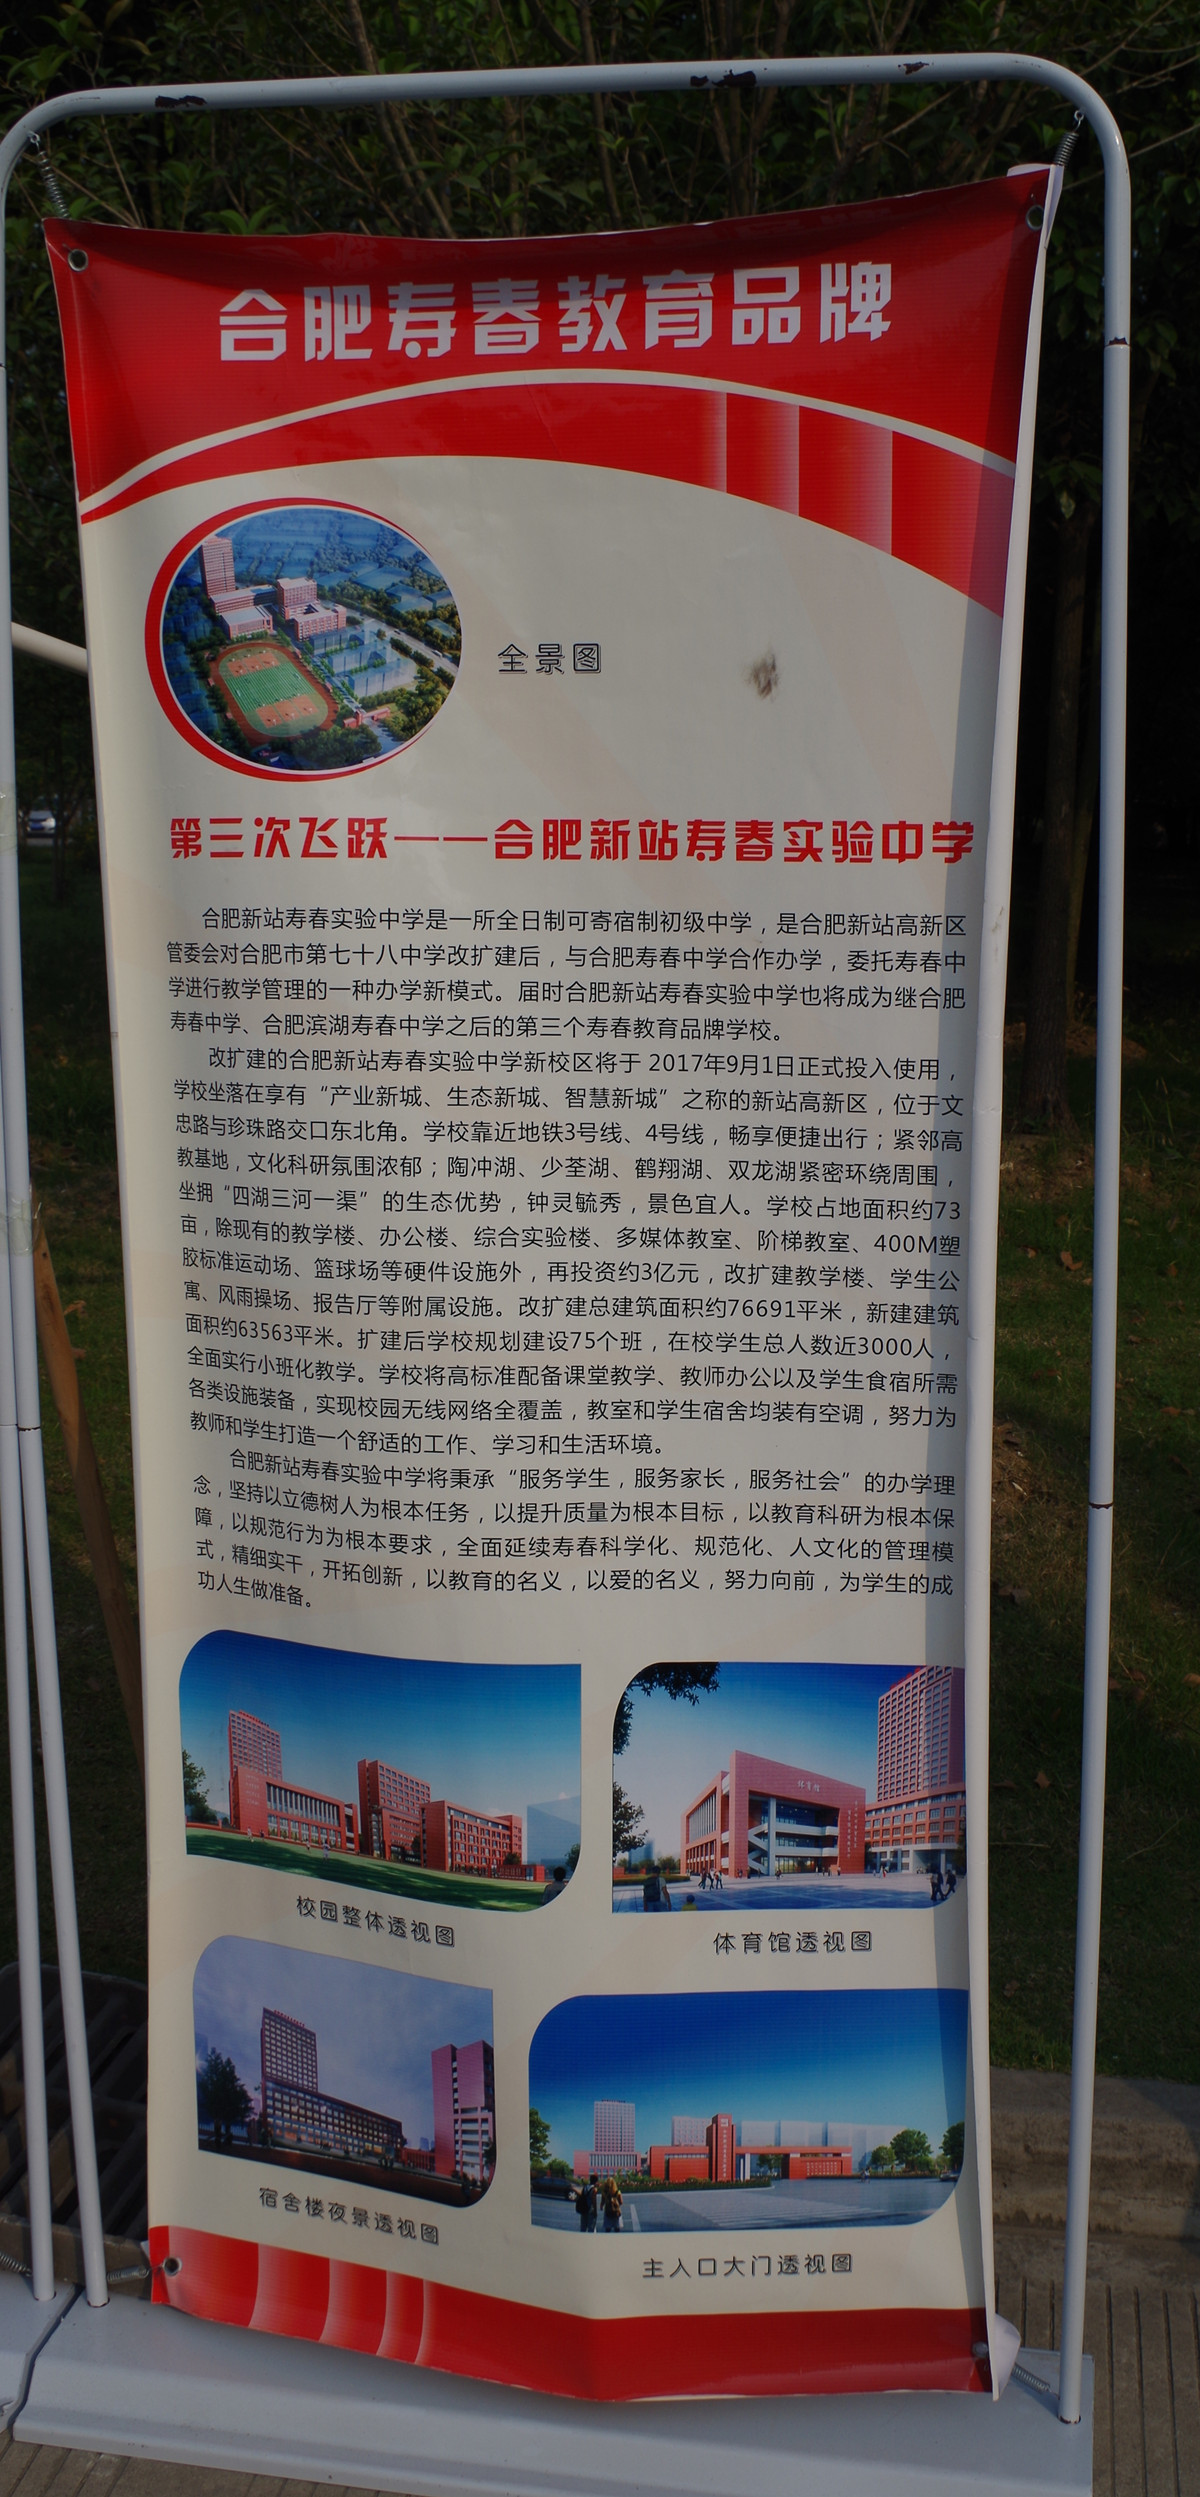 合肥寿春教育品牌
全景图
第三次飞跃——合肥新站寿春实验中学
合肥新站寿春实验中学是一所全日制可寄宿制初级中学，是合肥新站高新区
管委会对合肥市第七十八中学改扩建后，与合肥寿春中学合作办学，委托寿春中
学进行教学管理的一种办学新模式。届时合肥新站寿春实验中学也将成为继合肥
寿春中学、合肥滨湖寿春中学之后的第三个寿春教育品牌学校。
改扩建的合肥新站寿春实验中学新校区将于 2017年9月1日正式投入使用，
学校坐落在享有“产业新城、生态新城、智慧新城”之称的新站高新区，位于文
忠路与珍珠路交口东北角。学校靠近地铁3号线、4号线，畅享便捷出行；紧邻高
教基地，文化科研氛围浓郁；陶冲湖、少荃湖、鹤翔湖、双龙湖紧密环绕周围，
坐拥“四湖三河一渠”的生态优势，钟灵毓秀，景色宜人。学校占地面积约73
亩，除现有的教学楼、办公楼、综合实验楼、多媒体教室、阶梯教室、400M塑
胶标准运动场、篮球场等硬件设施外，再投资约3亿元，改扩建教学楼、学生公
寓、风雨操场、报告厅等附属设施。改扩建总建筑面积约76691平米，新建建筑
面积约63563平米。扩建后学校规划建设75个班，在校学生总人数近3000人，
全面实行小班化教学。学校将高标准配备课堂教学、教师办公以及学生食宿所需
各类设施装备，实现校园无线网络全覆盖，教室和学生宿舍均装有空调，努力为
教师和学生打造一个舒适的工作、学习和生活环境。
合肥新站寿春实验中学将秉承“服务学生，服务家长，服务社会”的办学理
念，坚持以立德树人为根本任务，以提升质量为根本目标，以教育科研为根本保
障，以规范行为为根本要求，全面延续寿春科学化、规范化、人文化的管理模
式，精细实干，开拓创新，以教育的名义，以爱的名义，努力向前，为学生的成
功人生做准备。
体育馆
校园整体透视图
体育馆透视图
宿舍楼夜景透视图
主入口大门透视图